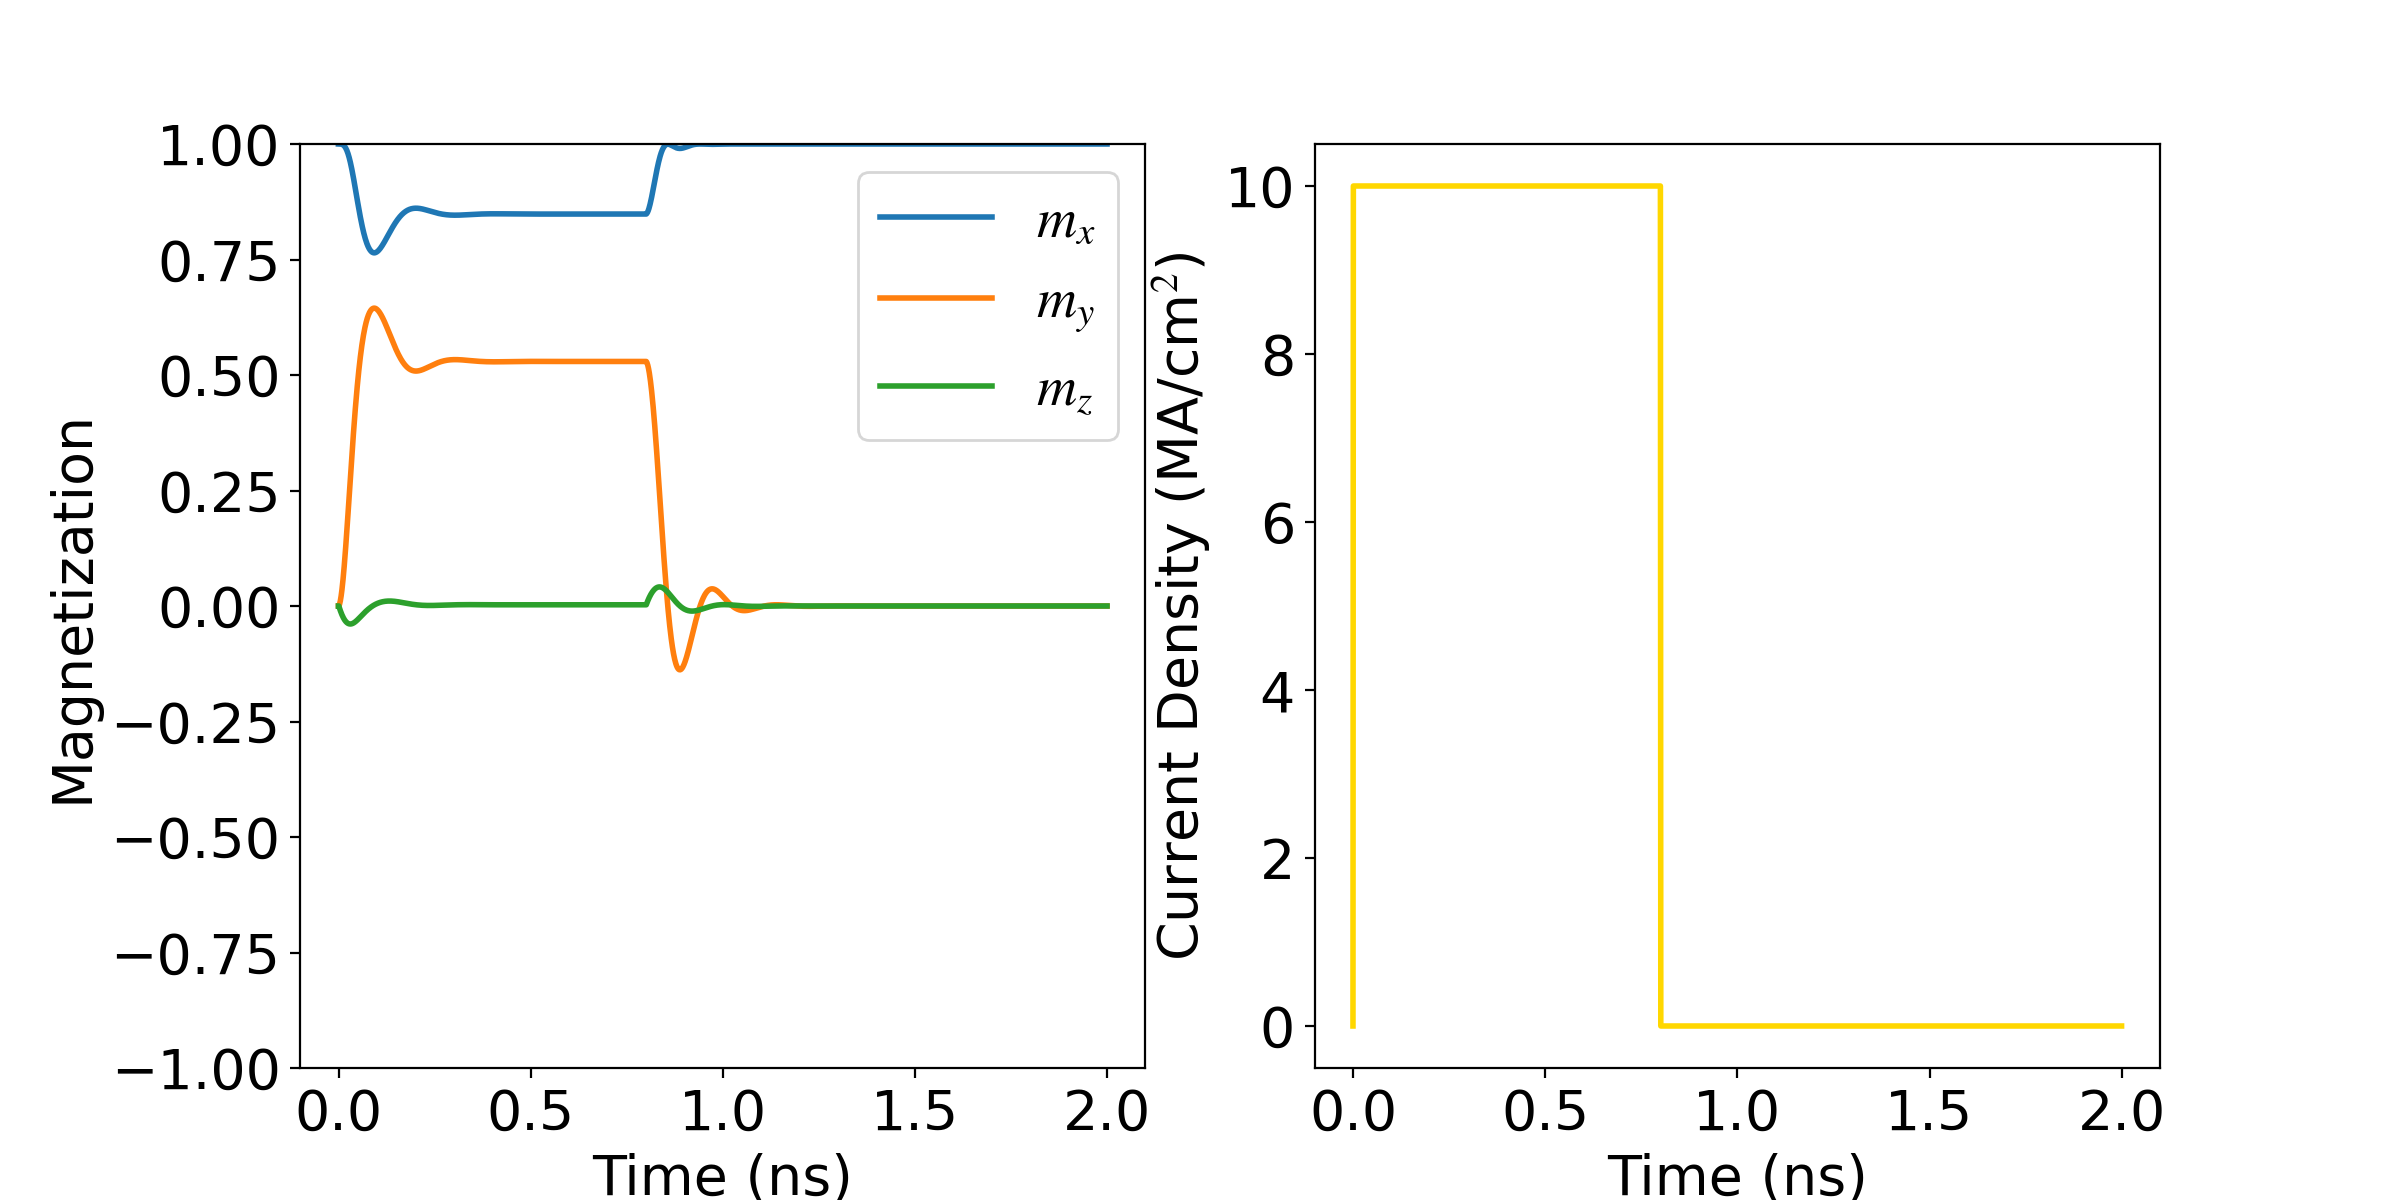 Magnetization
1.00
0.75
0.50
0.25
0.00
−0.25
−0.50
−0.75
−1.00
0.0 0.5 1.0 1.5 2.0
Time (ns)
m_x
m_y
m_z
Current Density (MA/cm²)
10
8
6
4
2
0
0.0 0.5 1.0 1.5 2.0
Time (ns)